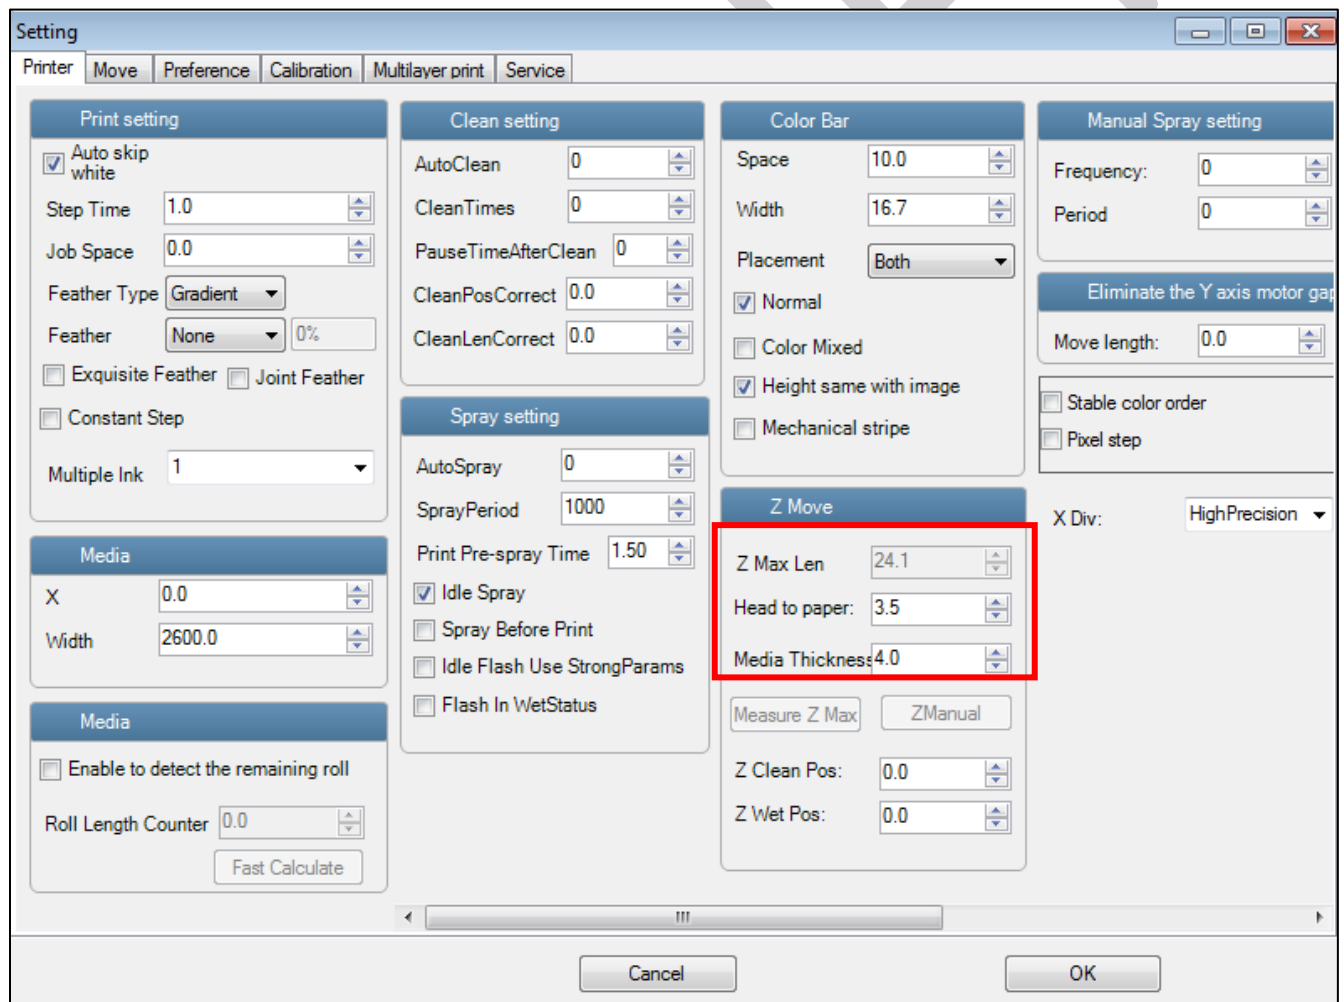 Setting
Printer Move Preference Calibration Multilayer print Service
Print setting
Auto skip
white
Step Time 1.0
Job Space 0.0
Feather Type Gradient
Feather None 0%
Exquisite Feather Joint Feather
Constant Step
Multiple Ink 1
Media
X 0.0
Width 2600.0
Media
Enable to detect the remaining roll
Roll Length Counter 0.0
Fast Calculate
Clean setting
AutoClean 0
CleanTimes 0
PauseTimeAfterClean 0
CleanPosCorrect 0.0
CleanLenCorrect 0.0
Spray setting
AutoSpray 0
SprayPeriod 1000
Print Pre-spray Time 1.50
Idle Spray
Spray Before Print
Idle Flash Use StrongParams
Flash In WetStatus
Color Bar
Space 10.0
Width 16.7
Placement Both
Normal
Color Mixed
Height same with image
Mechanical stripe
Z Move
Z Max Len 24.1
Head to paper: 3.5
Media Thickness 4.0
Measure Z Max ZManual
Z Clean Pos: 0.0
Z Wet Pos: 0.0
Manual Spray setting
Frequency: 0
Period 0
Eliminate the Y axis motor gap
Move length: 0.0
Stable color order
Pixel step
X Div: HighPrecision
Cancel OK